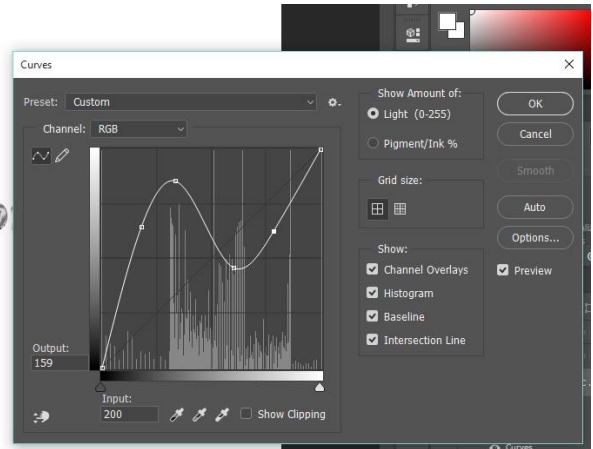 Curves
Preset: Custom
Channel: RGB
Output:
159
Input:
200
Show Clipping
Show Amount of:
Light (0-255)
Pigment/Ink %
Grid size:
Show:
Channel Overlays
Histogram
Baseline
Intersection Line
OK
Cancel
Smooth
Auto
Options...
Preview
Curves